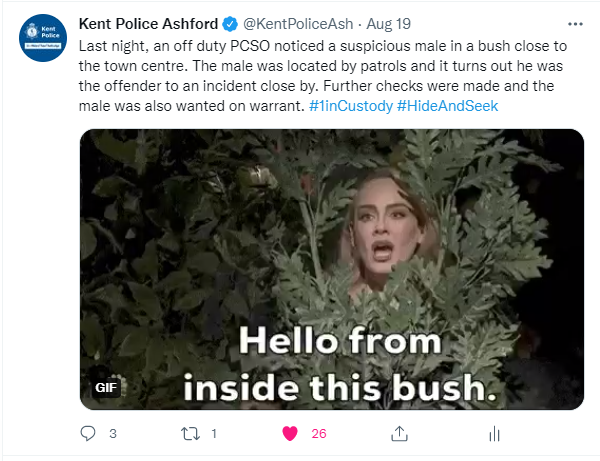 Kent Police Ashford @KentPoliceAsh · Aug 19
Kent
Police
Last night, an off duty PCSO noticed a suspicious male in a bush close to
the town centre. The male was located by patrols and it turns out he was
the offender to an incident close by. Further checks were made and the
male was also wanted on warrant. #1inCustody #HideAndSeek
Hello from
inside this bush.
GIF
3 1 26